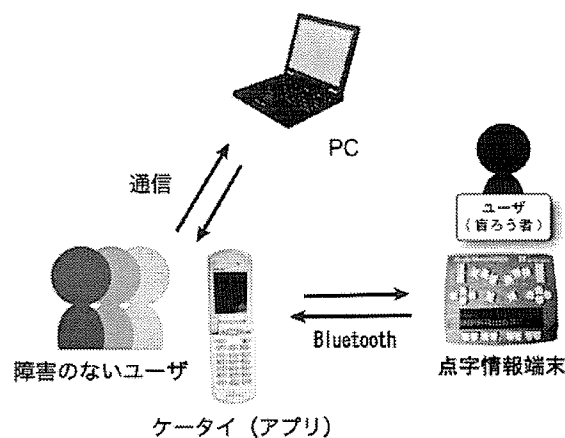 PC
通信
ユーザ
(盲ろう者)
Bluetooth
障害のないユーザ
点字情報端末
ケータイ(アプリ)